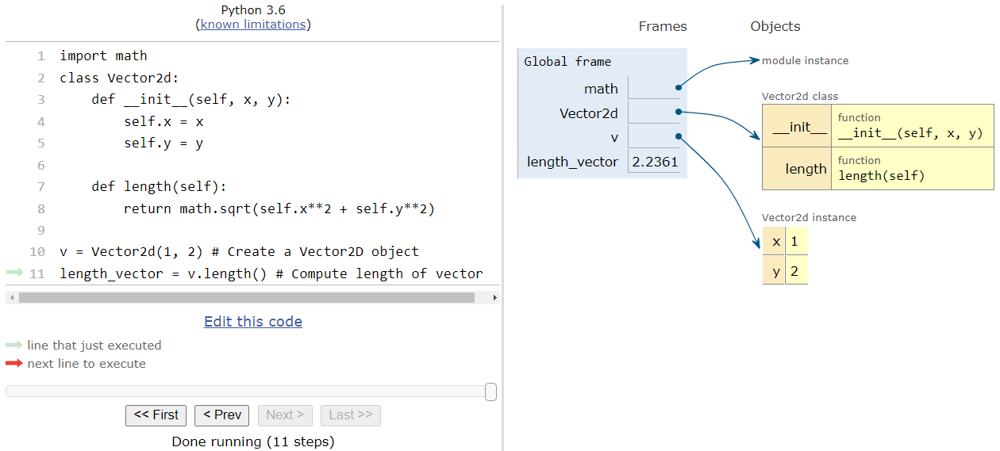 Python 3.6
(known limitations)
1 import math
2 class Vector2d:
3     def __init__(self, x, y):
4         self.x = x
5         self.y = y
6
7     def length(self):
8         return math.sqrt(self.x**2 + self.y**2)
9
10 v = Vector2d(1, 2) # Create a Vector2D object
11 length_vector = v.length() # Compute length of vector
Edit this code
line that just executed
next line to execute
<< First < Prev Next > Last >>
Done running (11 steps)
Frames Objects
Global frame
math
Vector2d
v
length_vector 2.2361
module instance
Vector2d class
__init__ function
__init__(self, x, y)
length function
length(self)
Vector2d instance
x 1
y 2